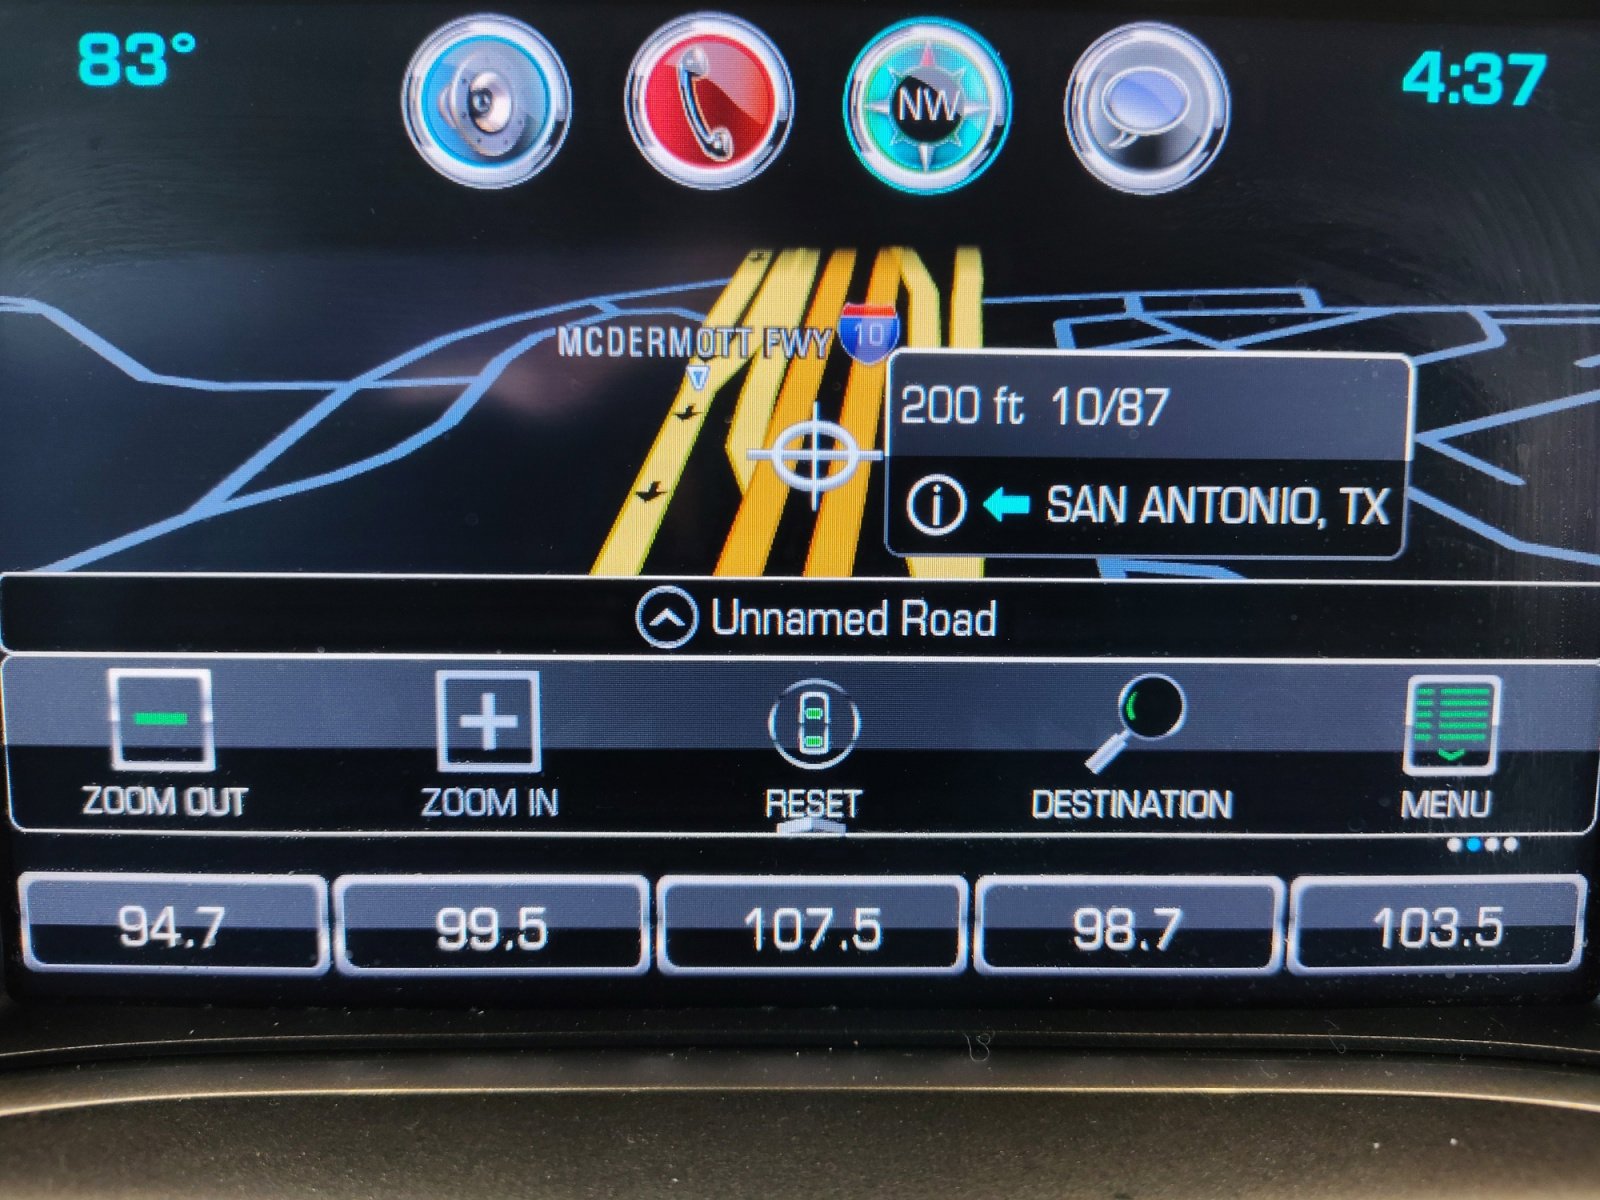 83°
NW
4:37
MCDERMOTT FWY
10
200 ft 10/87
i
SAN ANTONIO, TX
Unnamed Road
ZOOM OUT
ZOOM IN
RESET
DESTINATION
MENU
94.7
99.5
107.5
98.7
103.5